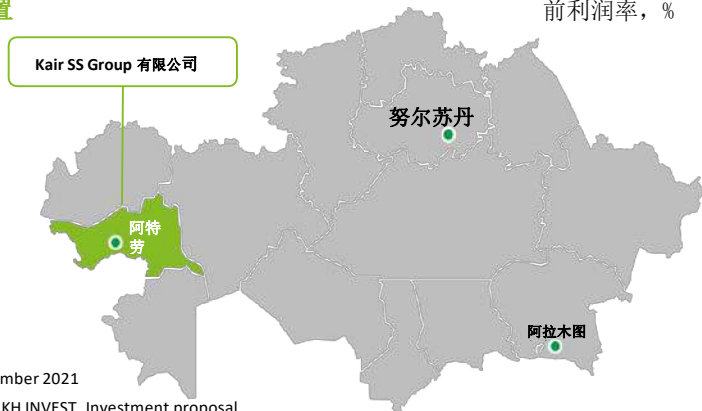 置
前利润率, %
Kair SS Group 有限公司
努尔苏丹
阿特
劳
阿拉木图
mber 2021
KH INVEST. Investment proposal